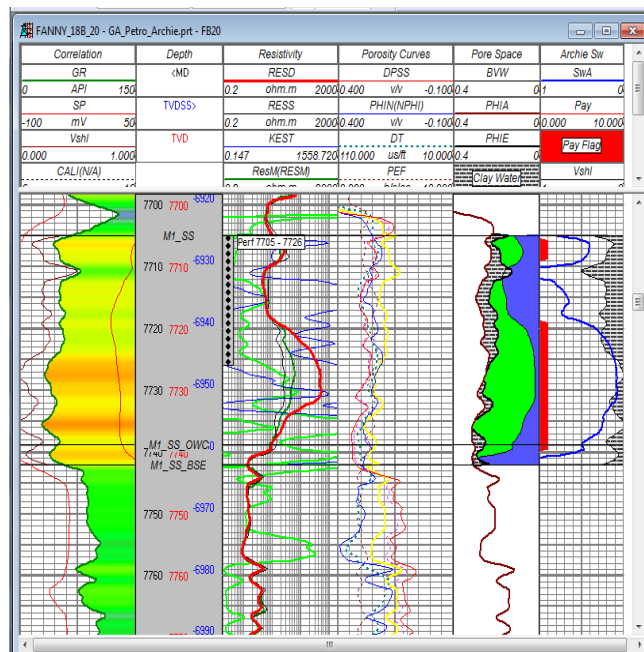 FANNY_18B_20 - GA_Petro_Archie.prt - FB20
Correlation Depth Resistivity Porosity Curves Pore Space Archie Sw
GR <MD RESD DPSS BVW SwA
0 API 150 0.2 ohm.m 2000 0.400 v/v -0.100 0.4 0 1 0
SP TVDSS> RESS PHIN(NPHI) PHIA Pay
-100 mV 50 0.2 ohm.m 2000 0.400 v/v -0.100 0.4 0 0.000 10.000
Vshl TVD KEST DT PHIE Pay Flag
0.000 1.000 0.147 1558.720 110.000 us/ft 10.000 0.4 0
CALI(N/A) ResM(RESM) PEF Clay Water Vshl
7700 7700 -6920
M1_SS Perf 7705 - 7726
7710 7710 -6930
7720 7720 -6940
7730 7730 -6950
M1_SS_OWC
7740 7740
M1_SS_BSE
7750 7750 -6970
7760 7760 -6980
-6990